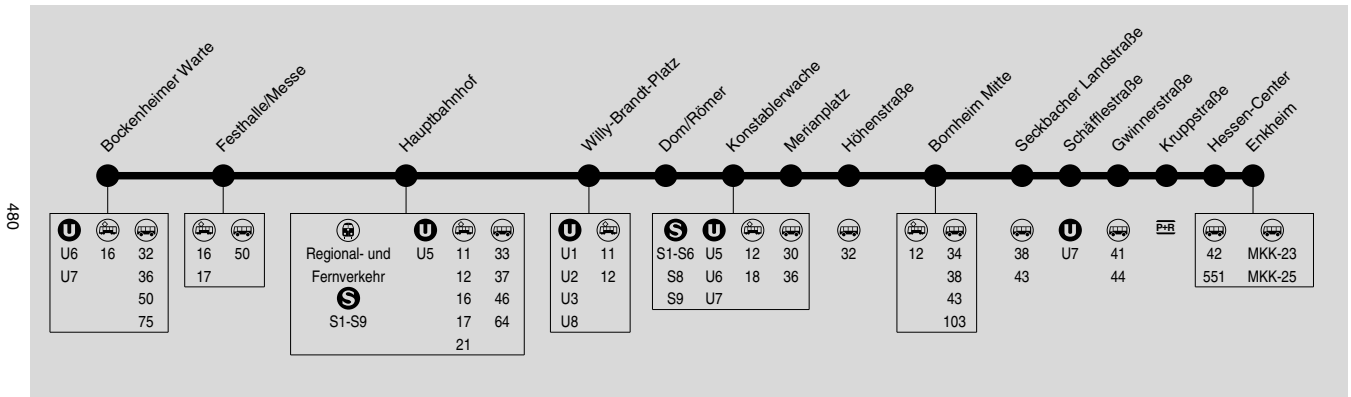 480
Bockenheimer Warte
Festhalle/Messe
Hauptbahnhof
Willy-Brandt-Platz
Dom/Römer
Konstablerwache
Merianplatz
Höhenstraße
Bornheim Mitte
Seckbacher Landstraße
Schäfflestraße
Gwinnerstraße
Kruppstraße
Hessen-Center
Enkheim
U
U6 16 32
U7 36
50
75
16 50
17
U
Regional- und U5 11 33
Fernverkehr 12 37
S 16 46
S1-S9 17 64
21
U
U1 11
U2 12
U3
U8
S U
S1-S6 U5 12 30
S8 U6 18 36
S9 U7
32
12 34
38
43
103
38
43
U
U7
41
44
P+R
42 MKK-23
551 MKK-25